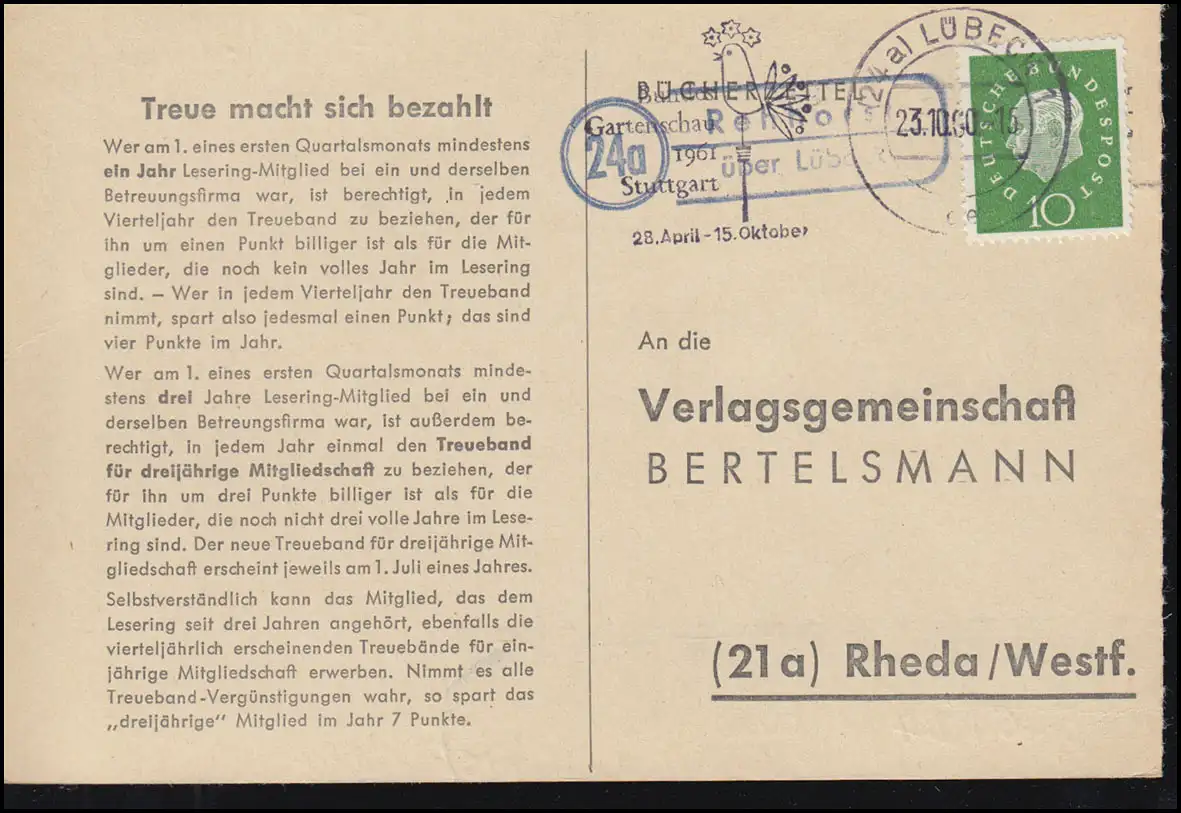 Treue macht sich bezahlt
Wer am 1. eines ersten Quartalsmonats mindestens
ein Jahr Lesering-Mitglied bei ein und derselben
Betreuungsfirma war, ist berechtigt, in jedem
Vierteljahr den Treueband zu beziehen, der für
ihn um einen Punkt billiger ist als für die Mit-
glieder, die noch kein volles Jahr im Lesering
sind. – Wer in jedem Vierteljahr den Treueband
nimmt, spart also jedesmal einen Punkt; das sind
vier Punkte im Jahr.
Wer am 1. eines ersten Quartalsmonats minde-
stens drei Jahre Lesering-Mitglied bei ein und
derselben Betreuungsfirma war, ist außerdem be-
rechtigt, in jedem Jahr einmal den Treueband
für dreijährige Mitgliedschaft zu beziehen, der
für ihn um drei Punkte billiger ist als für die
Mitglieder, die noch nicht drei volle Jahre im Lese-
ring sind. Der neue Treueband für dreijährige Mit-
gliedschaft erscheint jeweils am 1. Juli eines Jahres.
Selbstverständlich kann das Mitglied, das dem
Lesering seit drei Jahren angehört, ebenfalls die
vierteljährlich erscheinenden Treuebände für ein-
jährige Mitgliedschaft erwerben. Nimmt es alle
Treueband-Vergünstigungen wahr, so spart das
„dreijährige“ Mitglied im Jahr 7 Punkte.
BÜCHERZETTEL
Gartenschau
1961
Stuttgart
28. April - 15. Oktober
24a
über Lübeck
(24a) LÜBECK
23.10.60
DEUTSCHE BUNDESPOST
10
An die
Verlagsgemeinschaft
BERTELSMANN
(21a) Rheda/Westf.